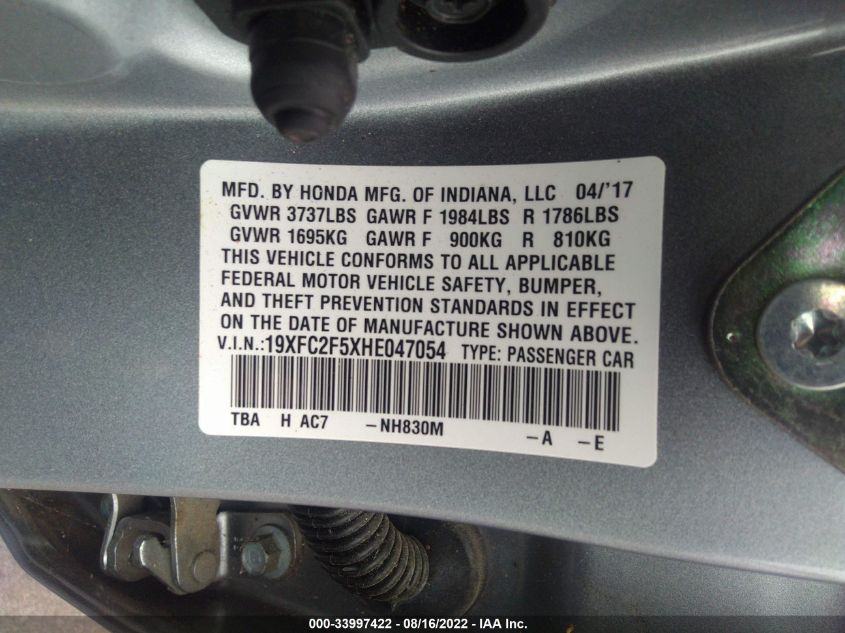 MFD. BY HONDA MFG. OF INDIANA, LLC 04/'17
GVWR 3737LBS GAWR F 1984LBS R 1786LBS
GVWR 1695KG GAWR F 900KG R 810KG
THIS VEHICLE CONFORMS TO ALL APPLICABLE
FEDERAL MOTOR VEHICLE SAFETY, BUMPER,
AND THEFT PREVENTION STANDARDS IN EFFECT
ON THE DATE OF MANUFACTURE SHOWN ABOVE.
V.I.N.:19XFC2F5XHE047054 TYPE: PASSENGER CAR
TBA H AC7 -NH830M -A -E
000-33997422 - 08/16/2022 - IAA Inc.